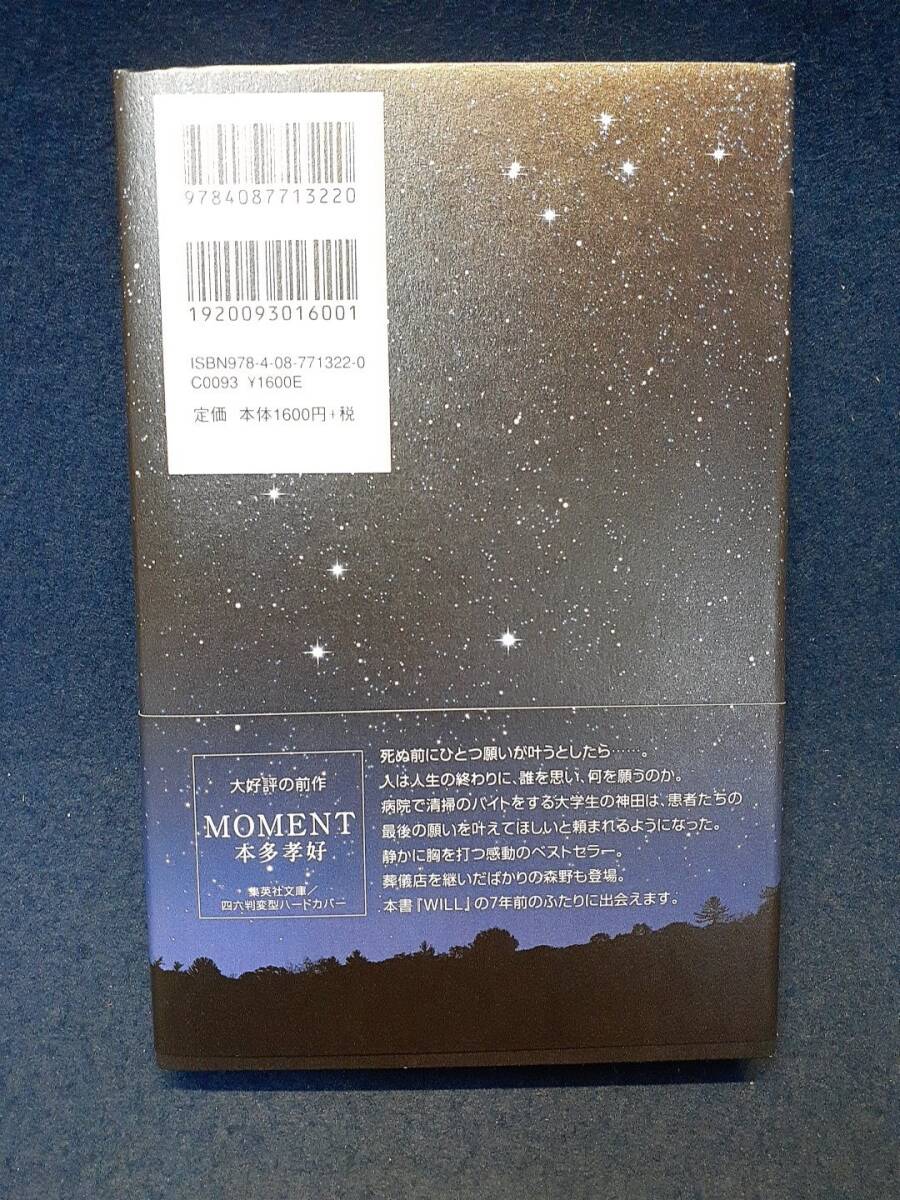 9784087713220
1920093016001
ISBN978-4-08-771322-0
C0093 ¥1600E
定価 本体1600円+税
大好評の前作
MOMENT
本多孝好
集英社文庫/
四六判変型ハードカバー
死ぬ前にひとつ願いが叶うとしたら……。
人は人生の終わりに、誰を思い、何を願うのか。
病院で清掃のバイトをする大学生の神田は、患者たちの
最後の願いを叶えてほしいと頼まれるようになった。
静かに胸を打つ感動のベストセラー。
葬儀店を継いだばかりの森野も登場。
本書『WILL』の7年前のふたりに出会えます。